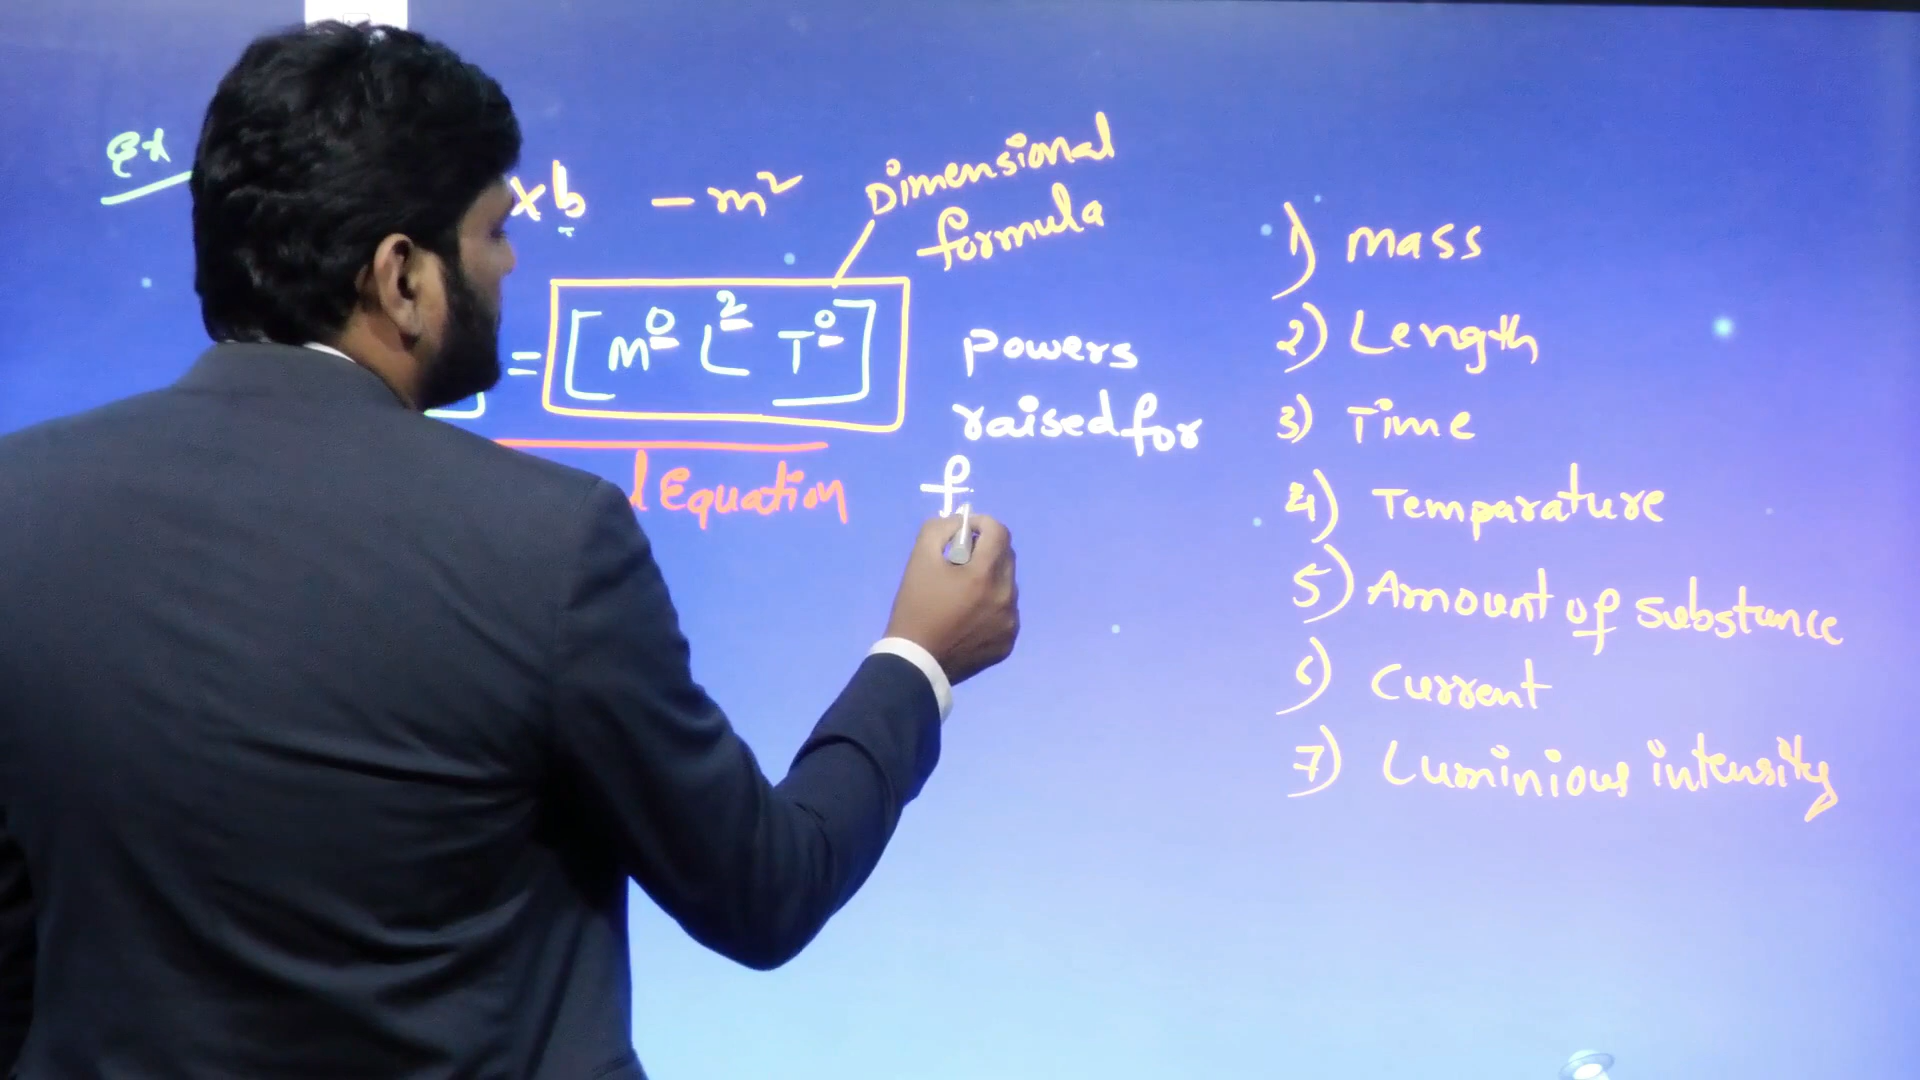 ex
xb - m²
Dimensional
formula
= [M⁰ L² T⁰]
l Equation
powers
raised for
f
1) mass
2) Length
3) Time
4) Temparature
5) Amount of substance
6) Current
7) Luminious intensity